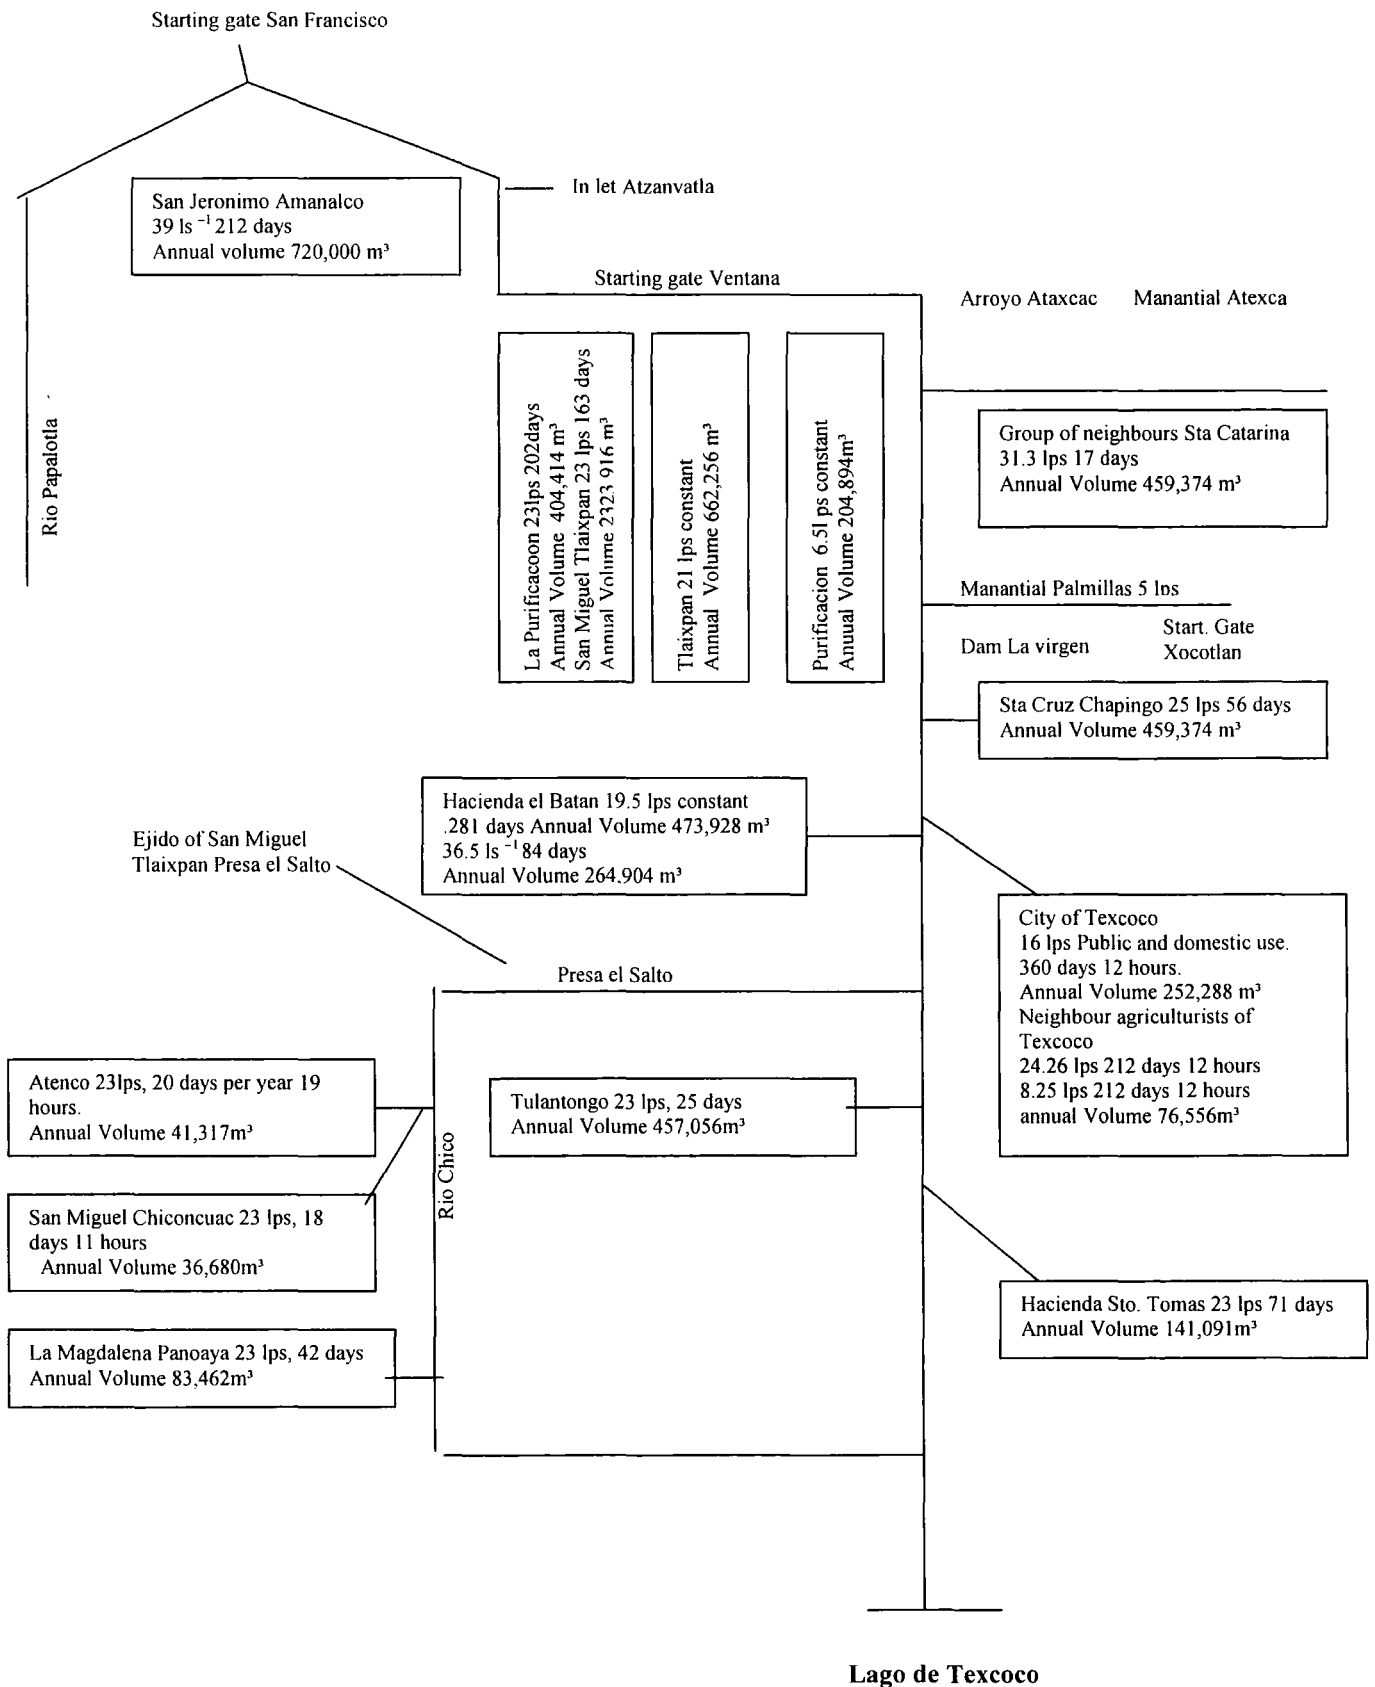 Starting gate San Francisco
San Jeronimo Amanalco
39 ls ⁻¹ 212 days
Annual volume 720,000 m³
In let Atzanvatla
Starting gate Ventana
Arroyo Ataxcac Manantial Atexca
Rio Papalotla
La Purificacoon 23lps 202days
Annual Volume 404,414 m³
San Miguel Tlaixpan 23 lps 163 days
Annual Volume 2323 916 m³
Tlaixpan 21 lps constant
Annual Volume 662,256 m³
Purificacion 6.5l ps constant
Anuual Volume 204,894m³
Group of neighbours Sta Catarina
31.3 lps 17 days
Annual Volume 459,374 m³
Manantial Palmillas 5 lps
Dam La virgen
Start. Gate
Xocotlan
Sta Cruz Chapingo 25 lps 56 days
Annual Volume 459,374 m³
Hacienda el Batan 19.5 lps constant
.281 days Annual Volume 473,928 m³
36.5 ls ⁻¹ 84 days
Annual Volume 264.904 m³
Ejido of San Miguel
Tlaixpan Presa el Salto
City of Texcoco
16 lps Public and domestic use.
360 days 12 hours.
Annual Volume 252,288 m³
Neighbour agriculturists of
Texcoco
24.26 lps 212 days 12 hours
8.25 lps 212 days 12 hours
annual Volume 76,556m³
Presa el Salto
Atenco 23lps, 20 days per year 19
hours.
Annual Volume 41,317m³
Tulantongo 23 lps, 25 days
Annual Volume 457,056m³
Rio Chico
San Miguel Chiconcuac 23 lps, 18
days 11 hours
Annual Volume 36,680m³
Hacienda Sto. Tomas 23 lps 71 days
Annual Volume 141,091m³
La Magdalena Panoaya 23 lps, 42 days
Annual Volume 83,462m³
Lago de Texcoco